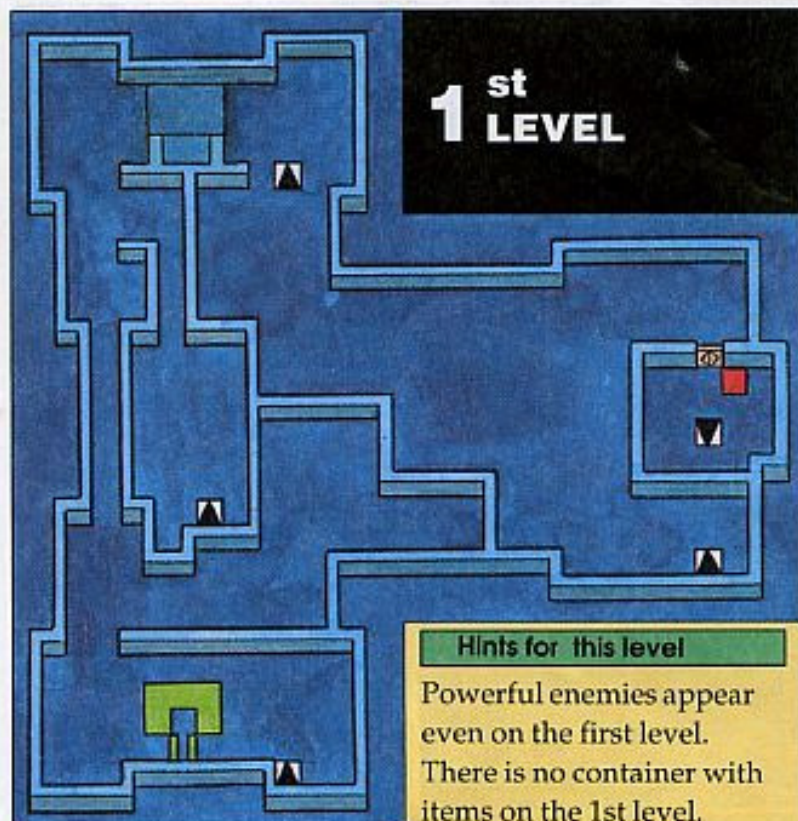 1 st
LEVEL
Hints for this level
Powerful enemies appear
even on the first level.
There is no container with
items on the 1st level.